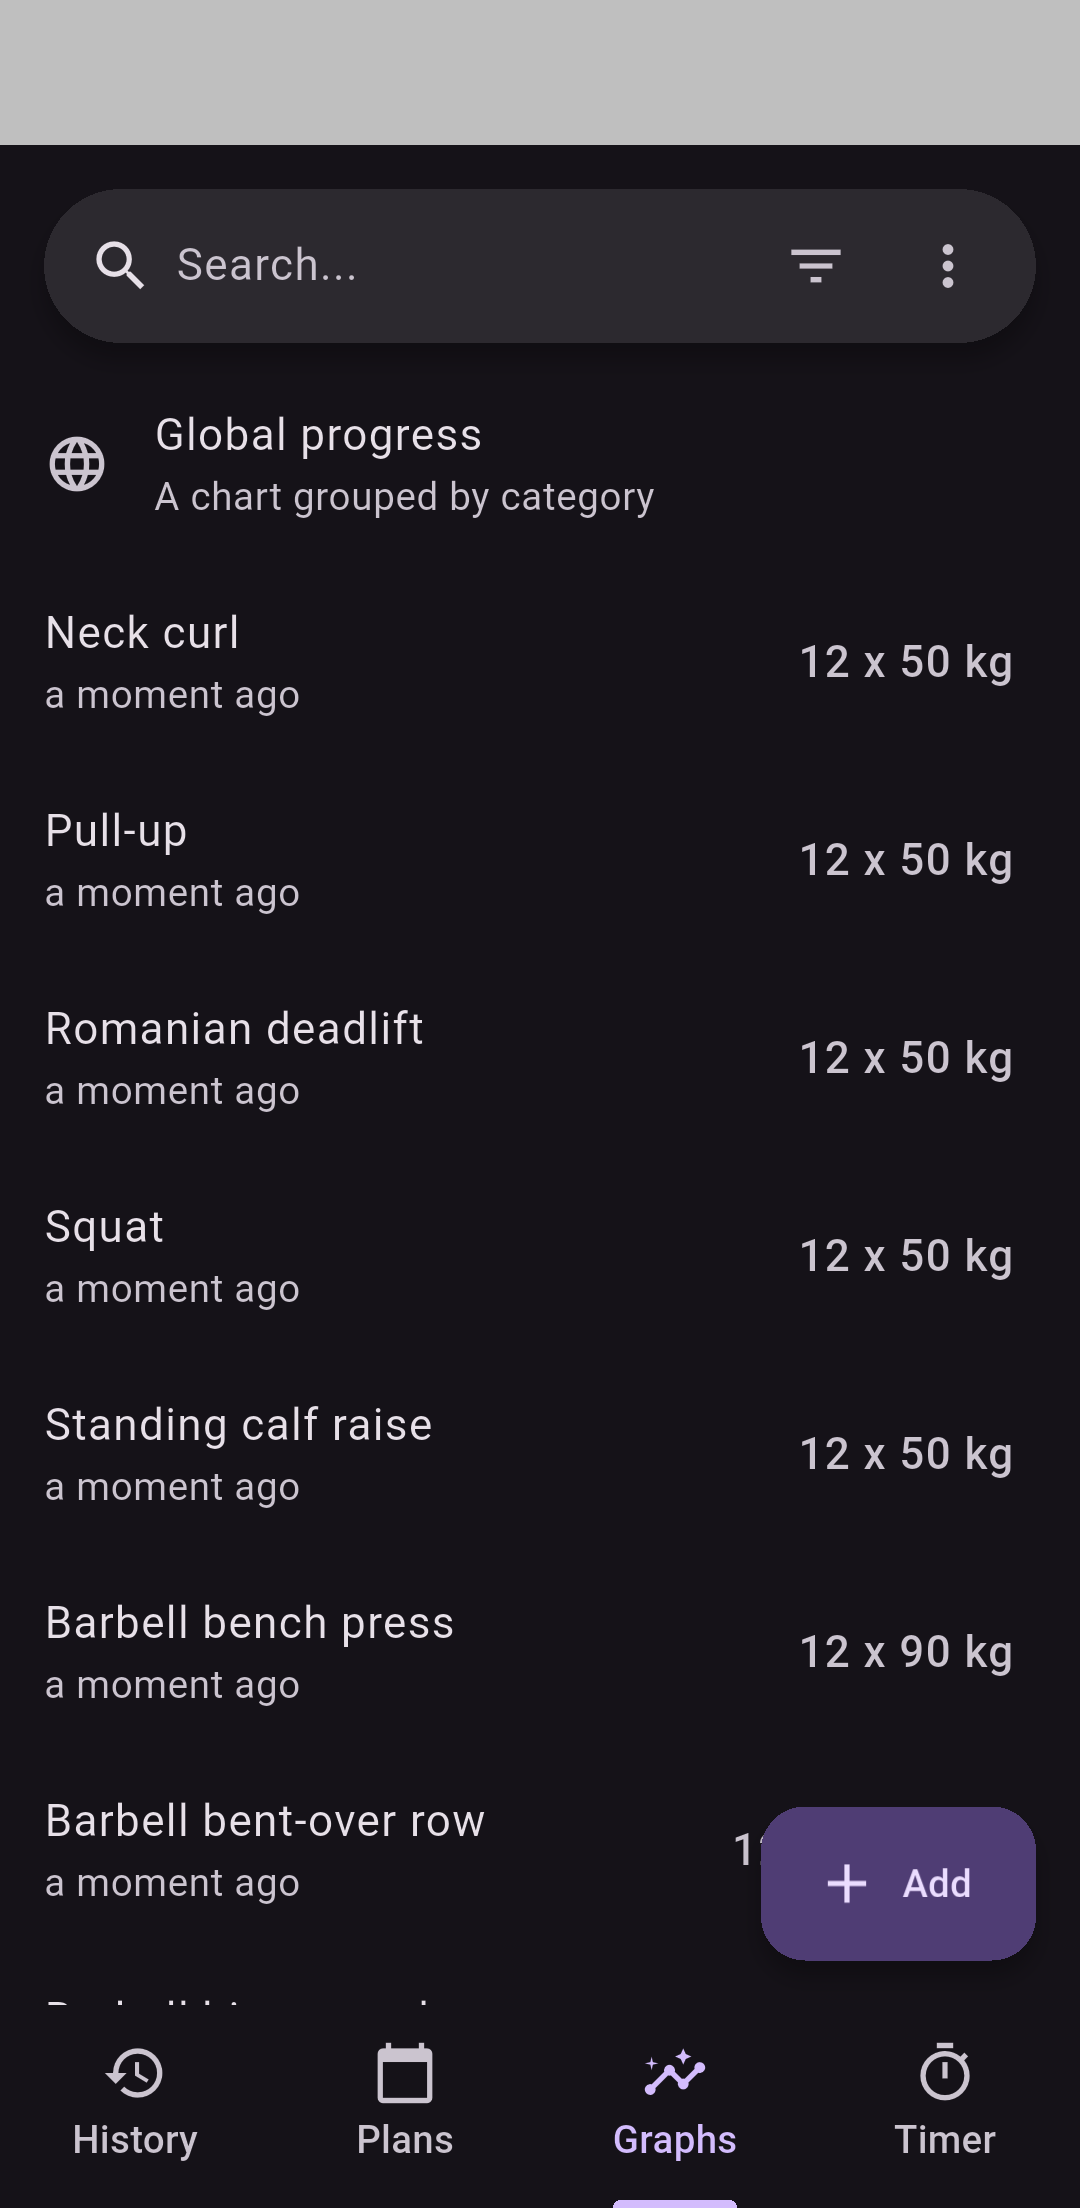 Search...
Global progress
A chart grouped by category
Neck curl
a moment ago
12 x 50 kg
Pull-up
a moment ago
12 x 50 kg
Romanian deadlift
a moment ago
12 x 50 kg
Squat
a moment ago
12 x 50 kg
Standing calf raise
a moment ago
12 x 50 kg
Barbell bench press
a moment ago
12 x 90 kg
Barbell bent-over row
a moment ago
Add
History
Plans
Graphs
Timer